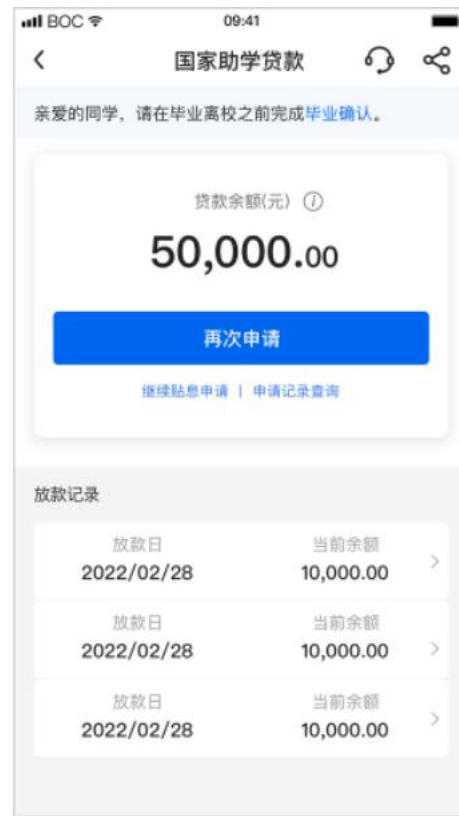 BOC 09:41
国家助学贷款
亲爱的同学，请在毕业离校之前完成毕业确认。
贷款余额(元)
50,000.00
再次申请
继续贴息申请 | 申请记录查询
放款记录
放款日 当前余额
2022/02/28 10,000.00
放款日 当前余额
2022/02/28 10,000.00
放款日 当前余额
2022/02/28 10,000.00